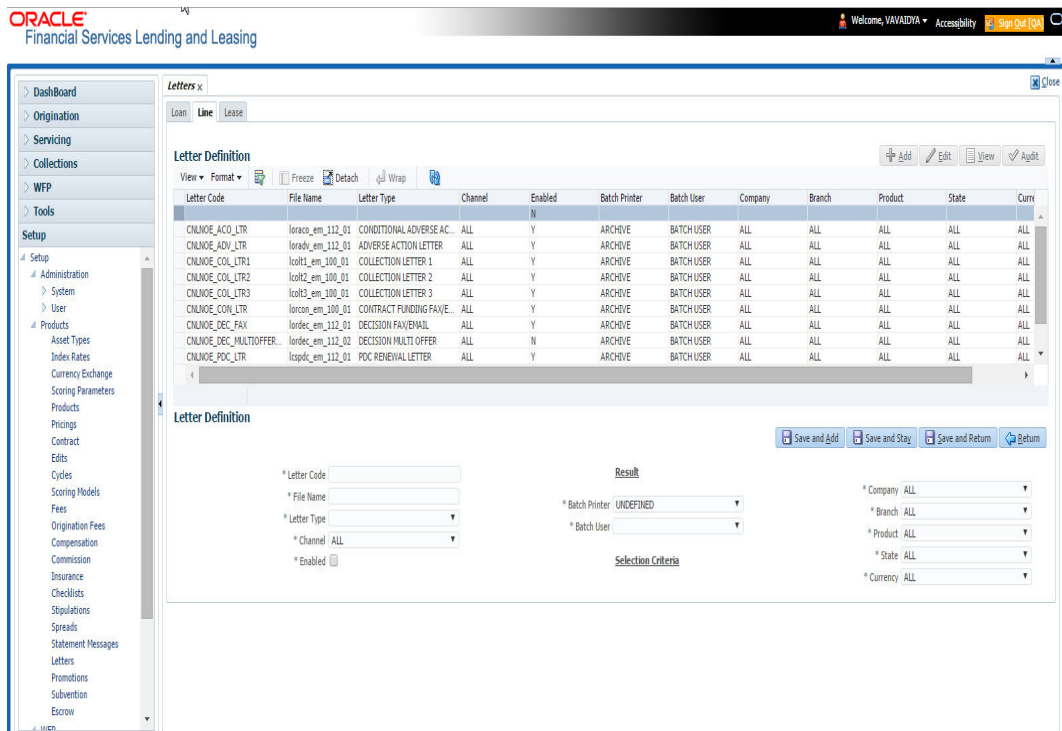 ORACLE
Financial Services Lending and Leasing
Welcome, VAVAIDYA
Accessibility
Sign Out [QA]
DashBoard
Origination
Servicing
Collections
WFP
Tools
Setup
Setup
Administration
System
User
Products
Asset Types
Index Rates
Currency Exchange
Scoring Parameters
Products
Pricings
Contract
Edits
Cycles
Scoring Models
Fees
Origination Fees
Compensation
Commission
Insurance
Checklists
Stipulations
Spreads
Statement Messages
Letters
Promotions
Subvention
Escrow
WFP
Letters x
Close
Loan Line Lease
Letter Definition
Add Edit View Audit
View Format Freeze Detach Wrap
Letter Code File Name Letter Type Channel Enabled Batch Printer Batch User Company Branch Product State Curre
N
CNLNOE_ACO_LTR loraco_em_112_01 CONDITIONAL ADVERSE AC... ALL Y ARCHIVE BATCH USER ALL ALL ALL ALL ALL
CNLNOE_ADV_LTR loradv_em_112_01 ADVERSE ACTION LETTER ALL Y ARCHIVE BATCH USER ALL ALL ALL ALL ALL
CNLNOE_COL_LTR1 lcolt1_em_100_01 COLLECTION LETTER 1 ALL Y ARCHIVE BATCH USER ALL ALL ALL ALL ALL
CNLNOE_COL_LTR2 lcolt2_em_100_01 COLLECTION LETTER 2 ALL Y ARCHIVE BATCH USER ALL ALL ALL ALL ALL
CNLNOE_COL_LTR3 lcolt3_em_100_01 COLLECTION LETTER 3 ALL Y ARCHIVE BATCH USER ALL ALL ALL ALL ALL
CNLNOE_CON_LTR lorcon_em_100_01 CONTRACT FUNDING FAX/E... ALL Y ARCHIVE BATCH USER ALL ALL ALL ALL ALL
CNLNOE_DEC_FAX lordec_em_112_01 DECISION FAX/EMAIL ALL Y ARCHIVE BATCH USER ALL ALL ALL ALL ALL
CNLNOE_DEC_MULTIOFFER... lordec_em_112_02 DECISION MULTI OFFER ALL N ARCHIVE BATCH USER ALL ALL ALL ALL ALL
CNLNOE_PDC_LTR lcspdc_em_112_01 PDC RENEWAL LETTER ALL Y ARCHIVE BATCH USER ALL ALL ALL ALL ALL
Letter Definition
Save and Add Save and Stay Save and Return Return
* Letter Code
* File Name
* Letter Type
* Channel ALL
* Enabled
Result
* Batch Printer UNDEFINED
* Batch User
Selection Criteria
* Company ALL
* Branch ALL
* Product ALL
* State ALL
* Currency ALL